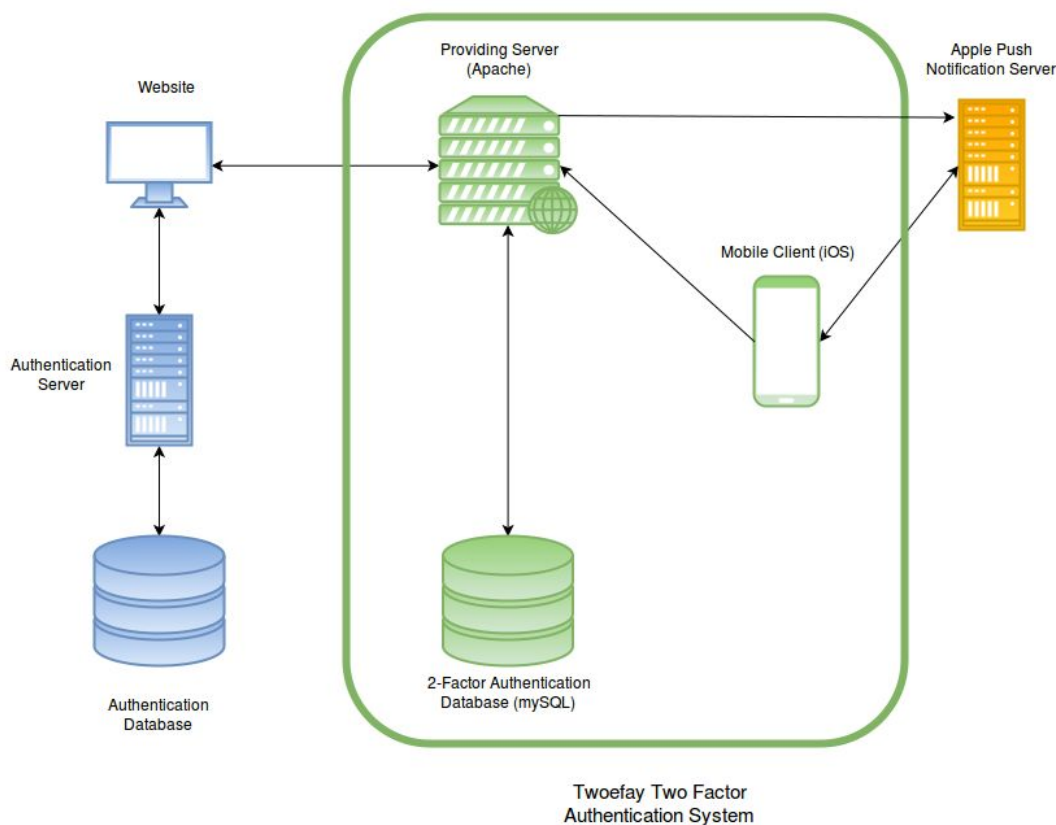 Providing Server
(Apache)
Apple Push
Notification Server
Website
Mobile Client (iOS)
Authentication
Server
2-Factor Authentication
Database (mySQL)
Authentication
Database
Twoefay Two Factor
Authentication System